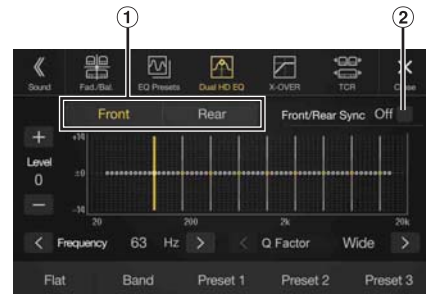 1 2
Sound Fad./Bal. EQ Presets Dual HD EQ X-OVER TCR Close
Front Rear Front/Rear Sync Off
+14
Level
0
±0
-14
20 200 2k 20k
Frequency 63 Hz Q Factor Wide
Flat Band Preset 1 Preset 2 Preset 3